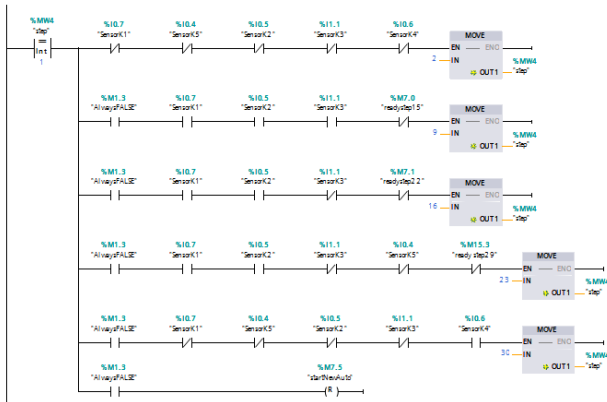 %MW4 %I0.7 %I0.4 %I0.5 %I1.1 %I0.6
"step" "SensorK1" "SensorK5" "SensorK2" "SensorK3" "SensorK4" MOVE
== EN ENO
Int 2 IN %MW4
1 OUT1 "step"
%M1.3 %I0.7 %I0.5 %I1.1 %M7.0
"AlwaysFALSE" "SensorK1" "SensorK2" "SensorK3" "readystep15" MOVE
EN ENO
9 IN %MW4
OUT1 "step"
%M1.3 %I0.7 %I0.5 %I1.1 %M7.1
"AlwaysFALSE" "SensorK1" "SensorK2" "SensorK3" "readystep22" MOVE
EN ENO
16 IN %MW4
OUT1 "step"
%M1.3 %I0.7 %I0.5 %I1.1 %I0.4 %M15.3
"AlwaysFALSE" "SensorK1" "SensorK2" "SensorK3" "SensorK5" "ready step29" MOVE
EN ENO
23 IN %MW4
OUT1 "step"
%M1.3 %I0.7 %I0.4 %I0.5 %I1.1 %I0.6
"AlwaysFALSE" "SensorK1" "SensorK5" "SensorK2" "SensorK3" "SensorK4" MOVE
EN ENO
30 IN %MW4
OUT1 "step"
%M1.3 %M7.5
"AlwaysFALSE" "startNewAuto"
R